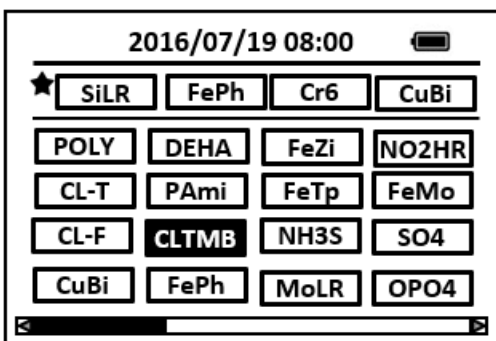 2016/07/19 08:00
SiLR FePh Cr6 CuBi
POLY DEHA FeZi NO2HR
CL-T PAmi FeTp FeMo
CL-F CLTMB NH3S SO4
CuBi FePh MoLR OPO4